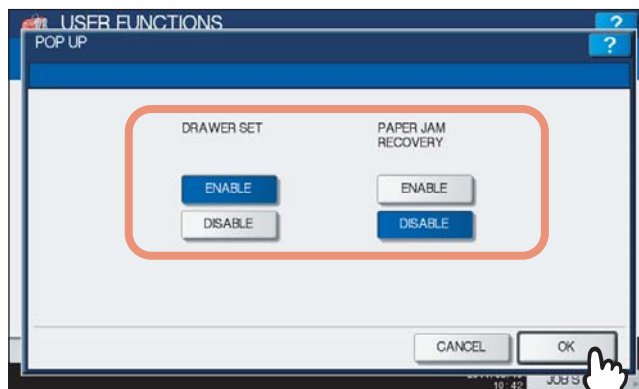 USER FUNCTIONS
?
POP UP
?
DRAWER SET
PAPER JAM
RECOVERY
ENABLE
ENABLE
DISABLE
DISABLE
CANCEL
OK
10:42
JOB S